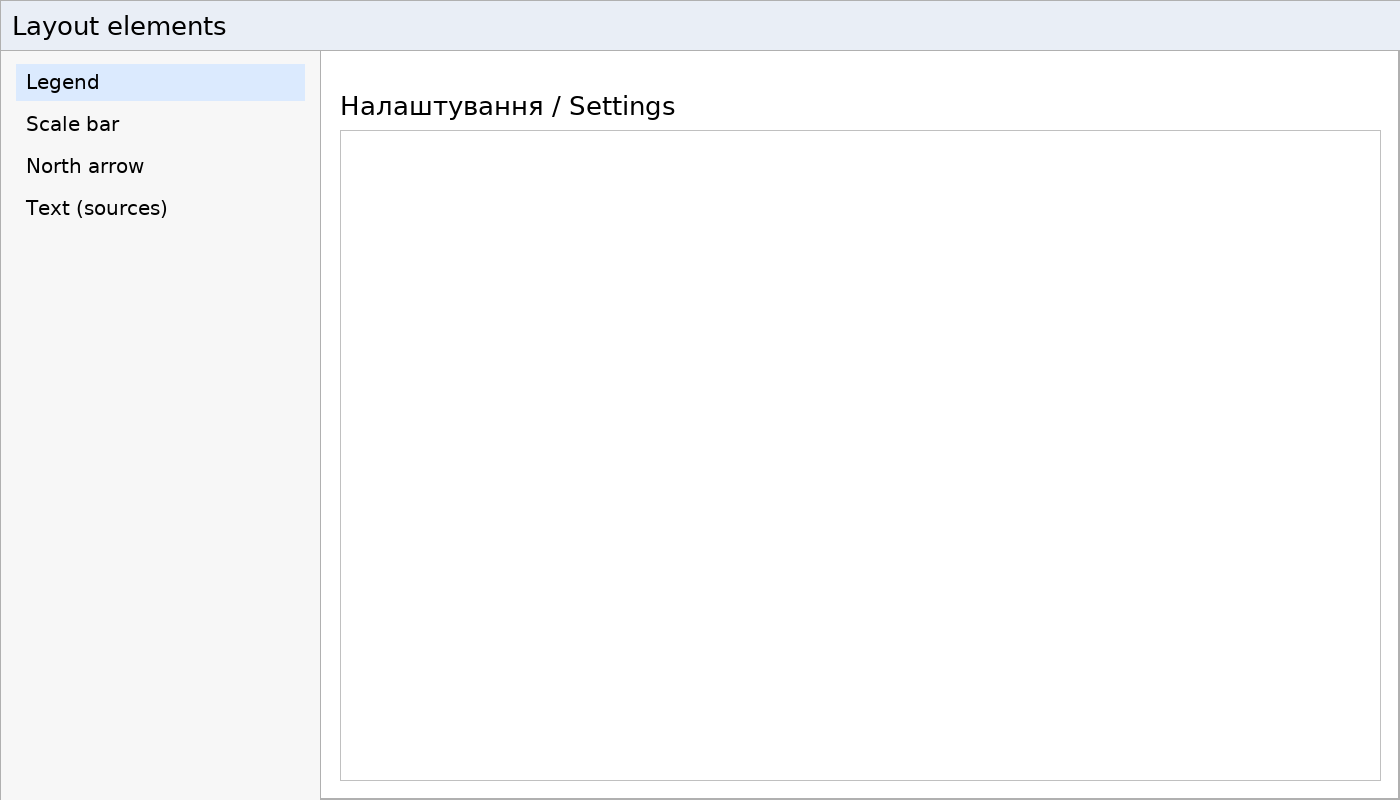 Layout elements
Legend
Scale bar
North arrow
Text (sources)
Налаштування / Settings